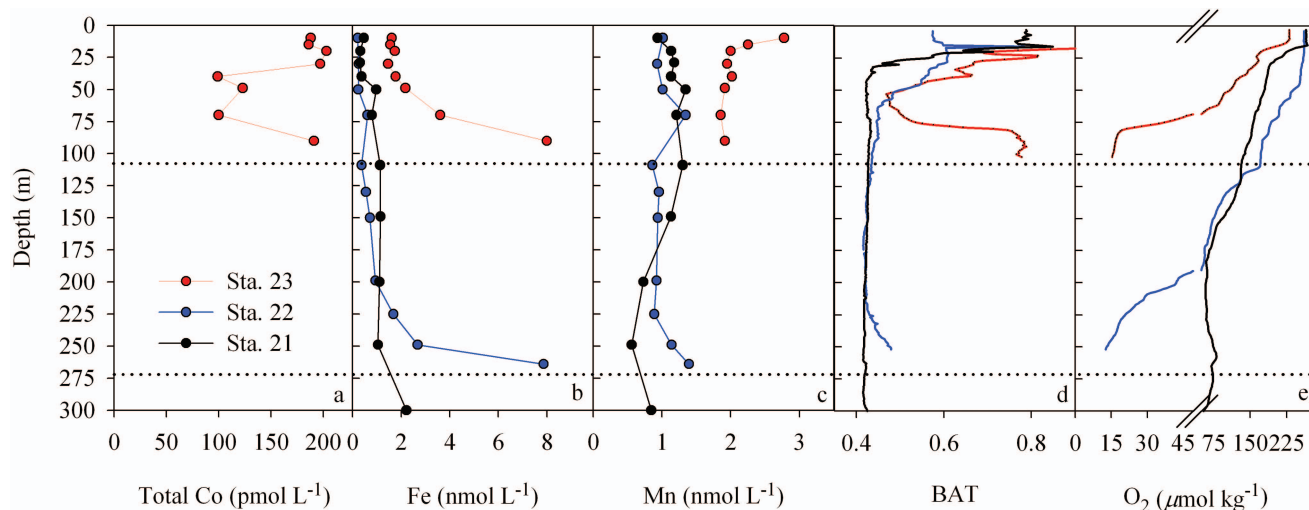 0
25
50
75
100
125
150
175
200
225
250
275
300
Depth (m)
Sta. 23
Sta. 22
Sta. 21
a
b
c
d
e
0 50 100 150 200 0 2 4 6 8 0 1 2 3 0.4 0.6 0.8 0 15 30 45 75 150 225
Total Co (pmol L⁻¹) Fe (nmol L⁻¹) Mn (nmol L⁻¹) BAT O₂ (μmol kg⁻¹)